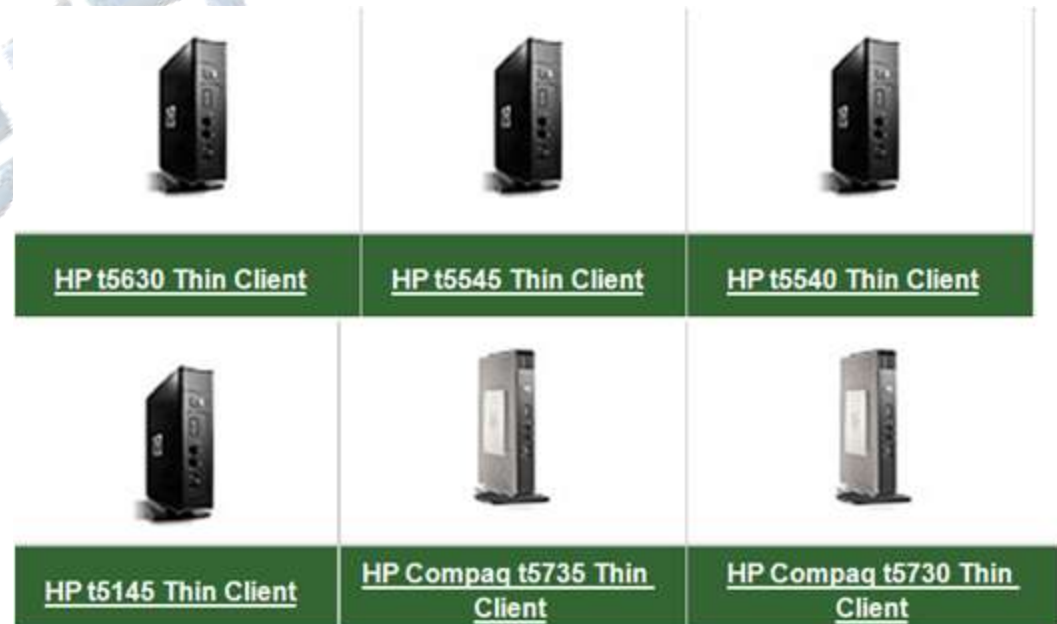 HP t5630 Thin Client
HP t5545 Thin Client
HP t5540 Thin Client
HP t5145 Thin Client
HP Compaq t5735 Thin
Client
HP Compaq t5730 Thin
Client